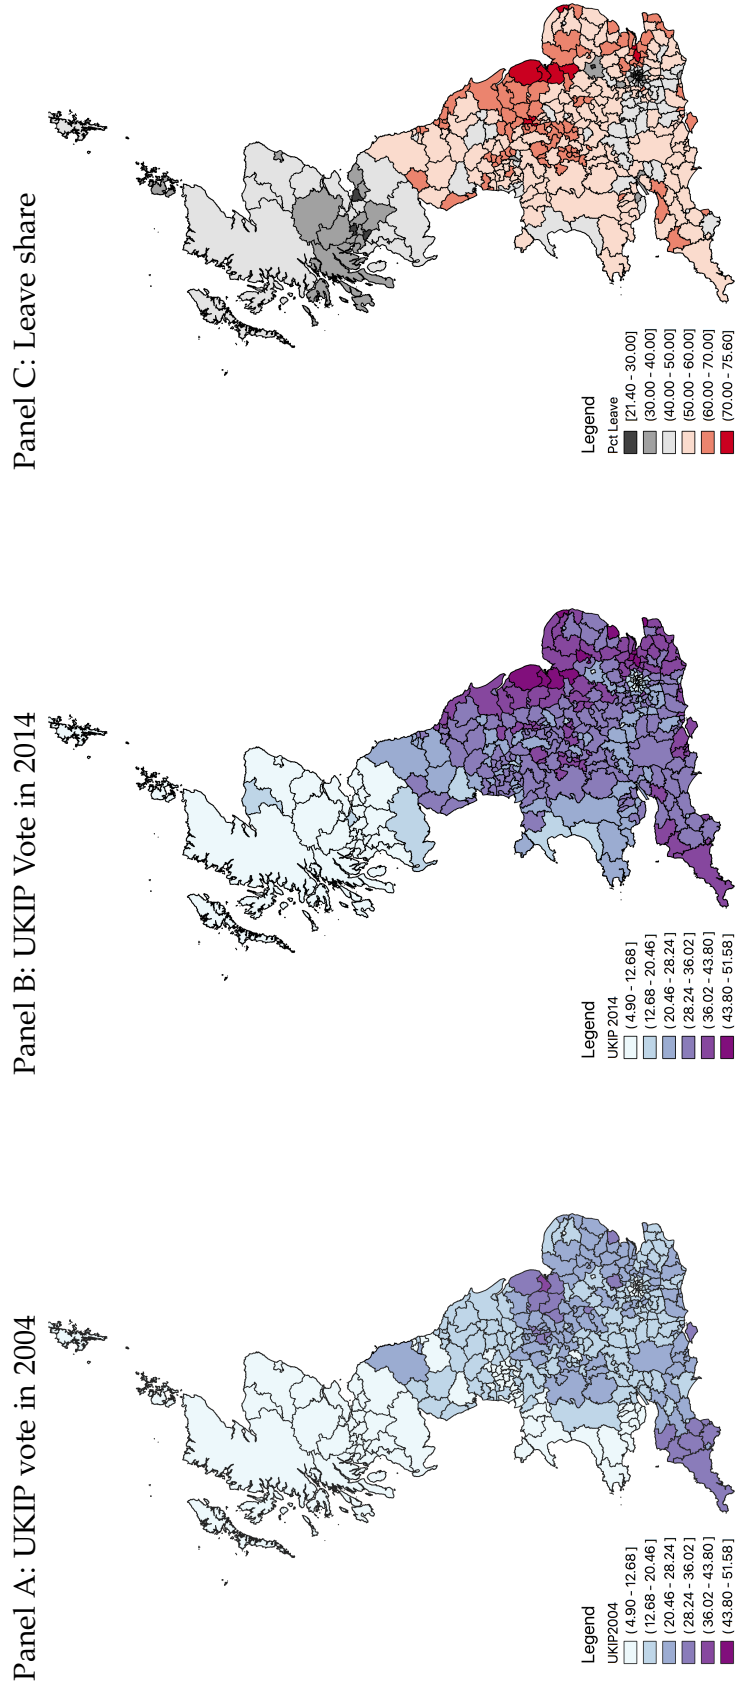 Panel A: UKIP vote in 2004
Legend
UKIP2004
( 4.90 - 12.68 ]
( 12.68 - 20.46 ]
( 20.46 - 28.24 ]
( 28.24 - 36.02 ]
( 36.02 - 43.80 ]
( 43.80 - 51.58 ]
Panel B: UKIP Vote in 2014
Legend
UKIP 2014
( 4.90 - 12.68 ]
( 12.68 - 20.46 ]
( 20.46 - 28.24 ]
( 28.24 - 36.02 ]
( 36.02 - 43.80 ]
( 43.80 - 51.58 ]
Panel C: Leave share
Legend
Pct Leave
[21.40 - 30.00]
(30.00 - 40.00]
(40.00 - 50.00]
(50.00 - 60.00]
(60.00 - 70.00]
(70.00 - 75.60]